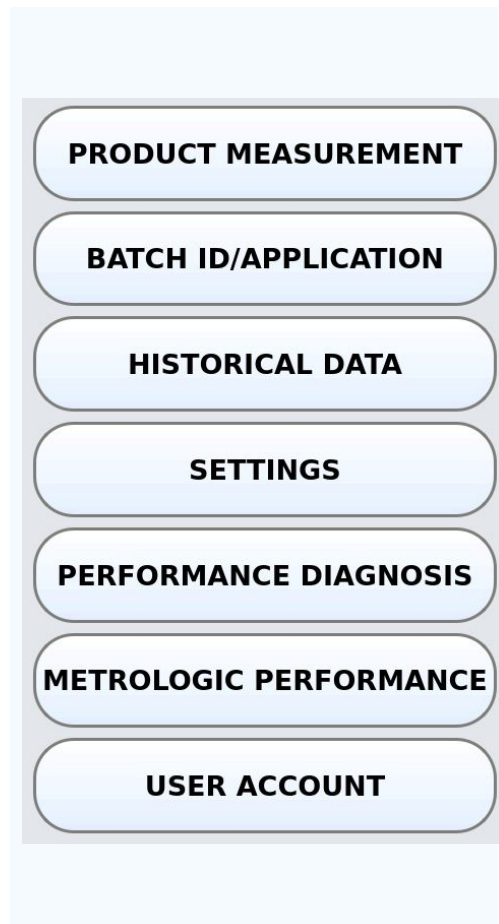 PRODUCT MEASUREMENT
BATCH ID/APPLICATION
HISTORICAL DATA
SETTINGS
PERFORMANCE DIAGNOSIS
METROLOGIC PERFORMANCE
USER ACCOUNT